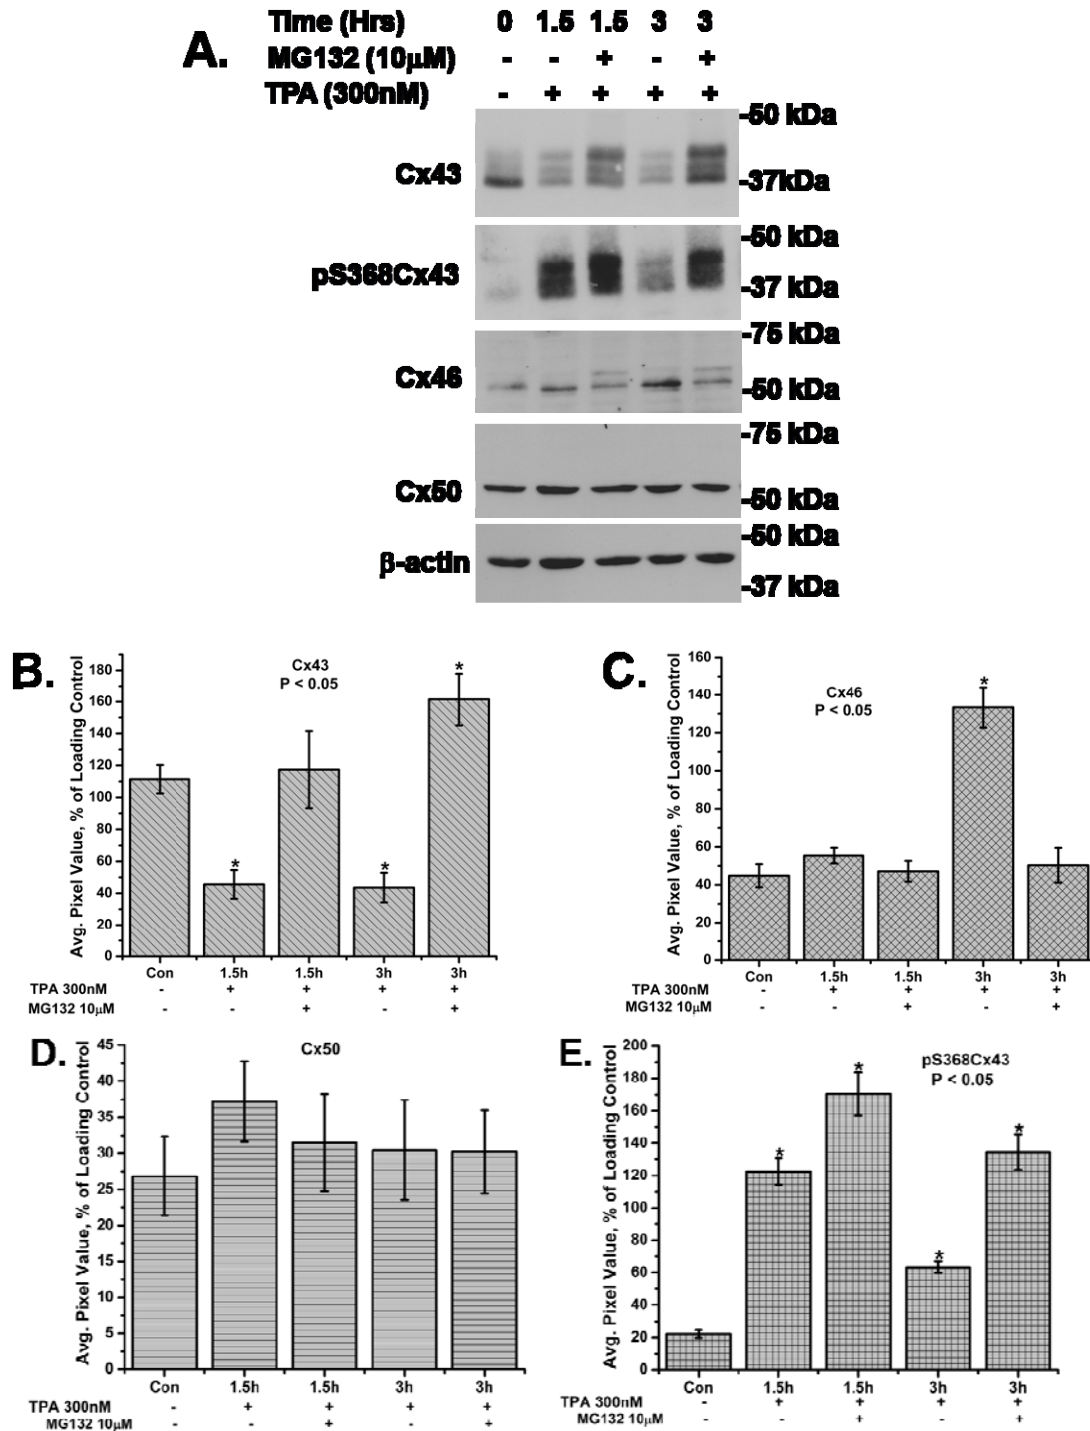 A.
Time (Hrs) 0 1.5 1.5 3 3
MG132 (10μM) - - + - +
TPA (300nM) - + + + +
-50 kDa
Cx43
-37kDa
-50 kDa
pS368Cx43
-37 kDa
-75 kDa
Cx46
-50 kDa
-75 kDa
Cx50
-50 kDa
-50 kDa
β-actin
-37 kDa
B.
Cx43
P < 0.05
Avg. Pixel Value, % of Loading Control
180
160
140
120
100
80
60
40
20
0
* * *
Con 1.5h 1.5h 3h 3h
TPA 300nM - + + + +
MG132 10μM - - + - +
C.
Cx46
P < 0.05
Avg. Pixel Value, % of Loading Control
160
140
120
100
80
60
40
20
0
*
Con 1.5h 1.5h 3h 3h
TPA 300nM - + + + +
MG132 10μM - - + - +
D.
Cx50
Avg. Pixel Value, % of Loading Control
45
40
35
30
25
20
15
10
5
0
Con 1.5h 1.5h 3h 3h
TPA 300nM - + + + +
MG132 10μM - - + - +
E.
pS368Cx43
P < 0.05
Avg. Pixel Value, % of Loading Control
200
180
160
140
120
100
80
60
40
20
0
* * * *
Con 1.5h 1.5h 3h 3h
TPA 300nM - + + + +
MG132 10μM - - + - +